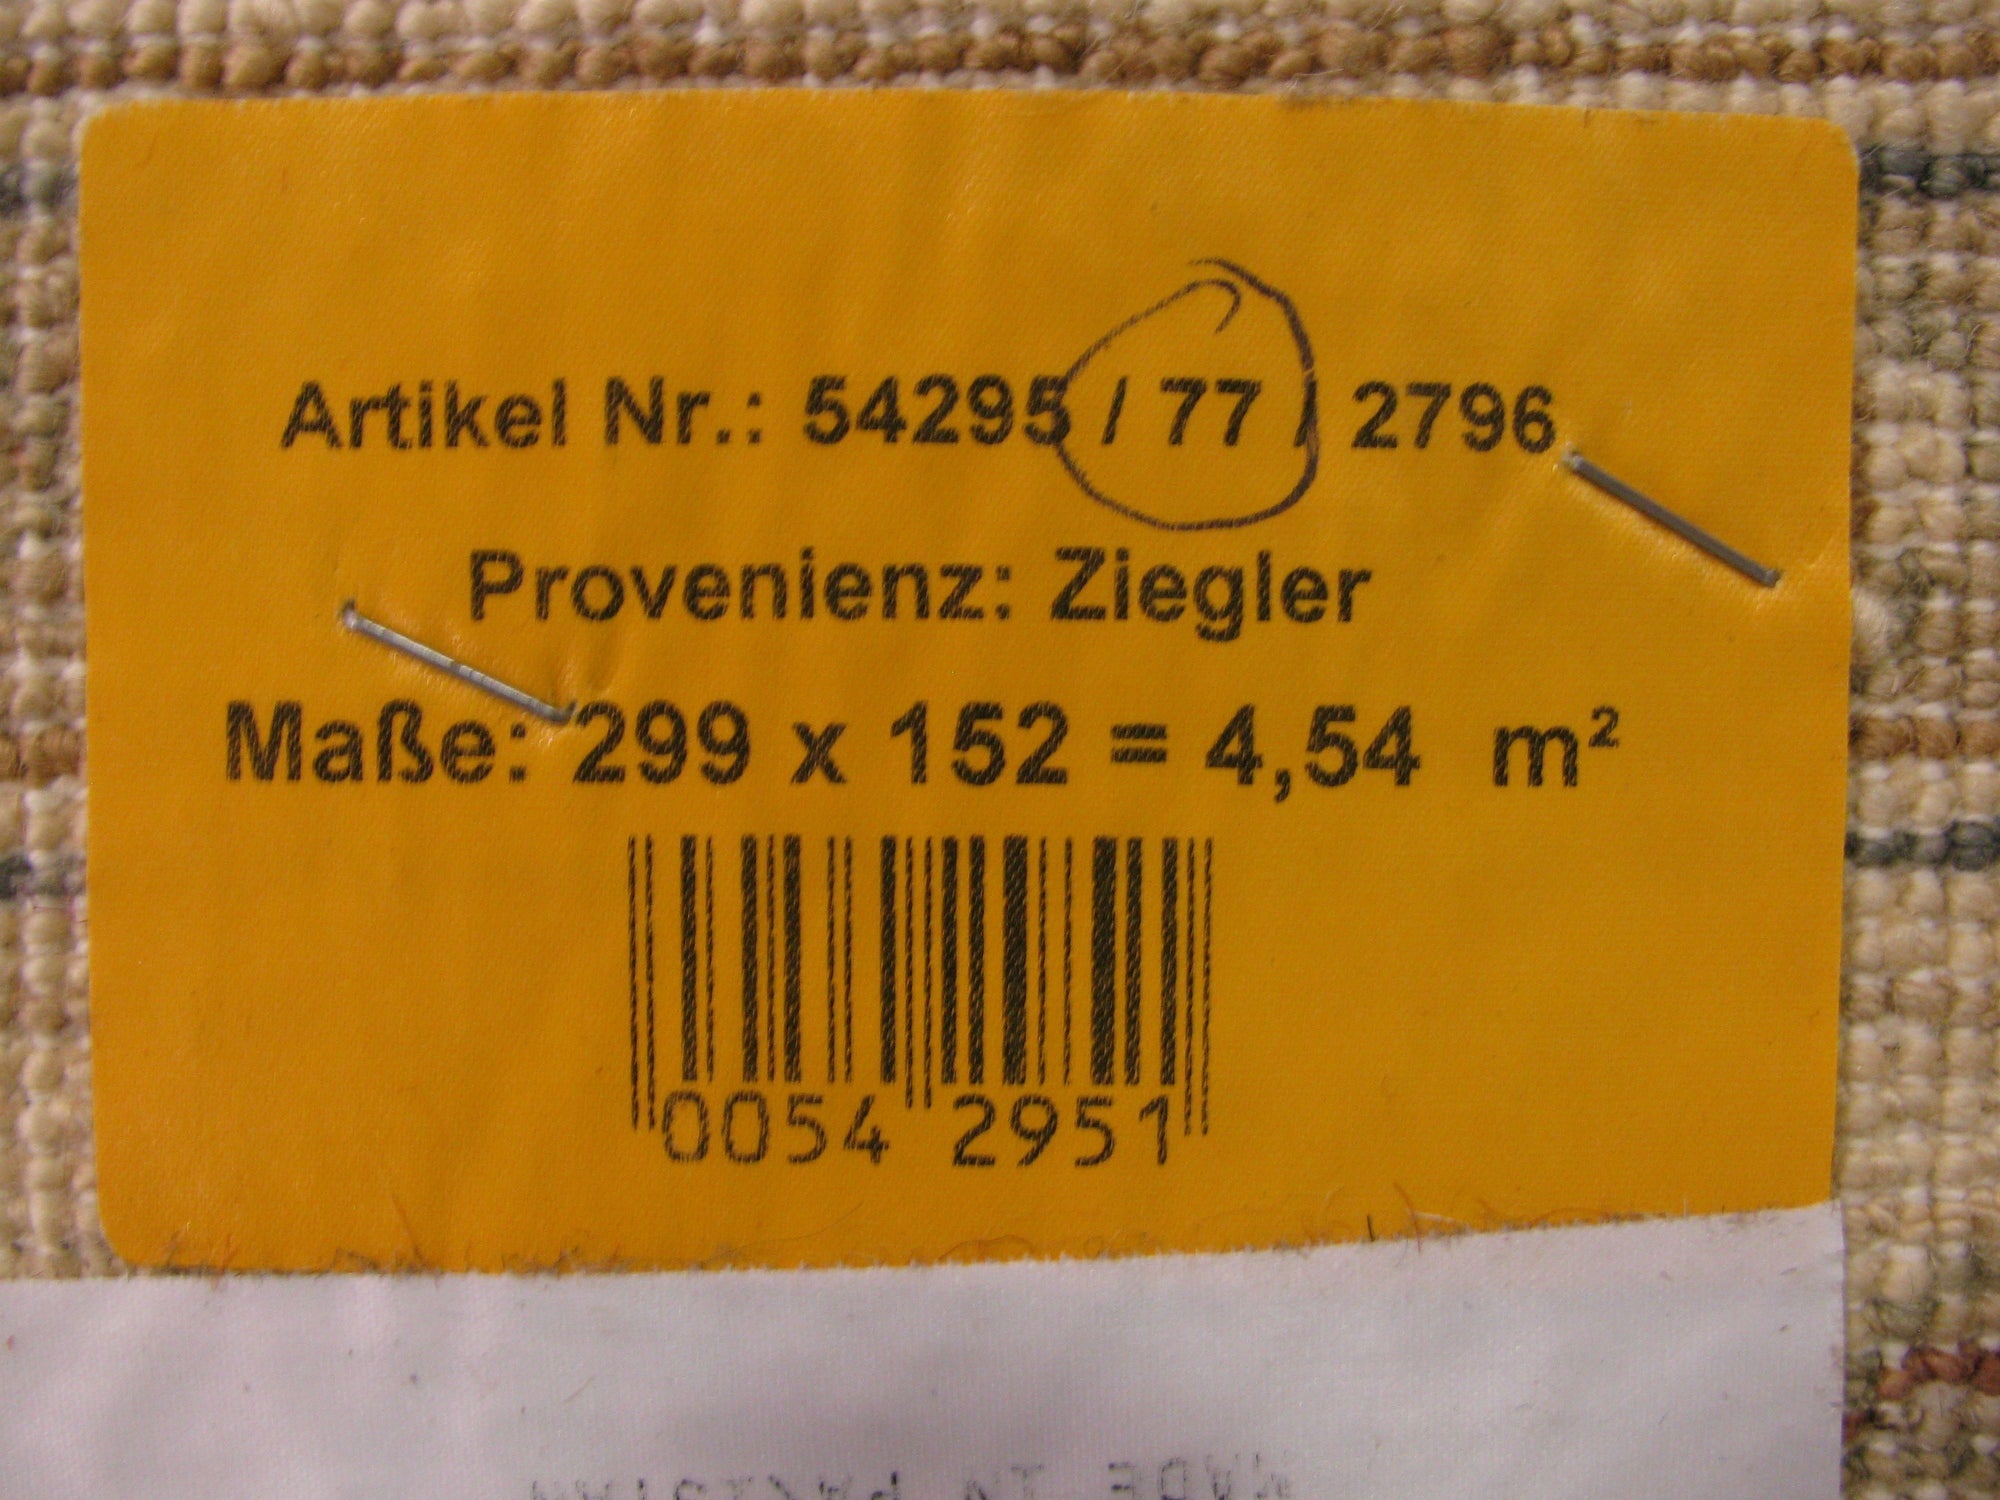 Artikel Nr.: 54295 / 77 / 2796
Provenienz: Ziegler
Maße: 299 x 152 = 4,54 m²
0054 2951